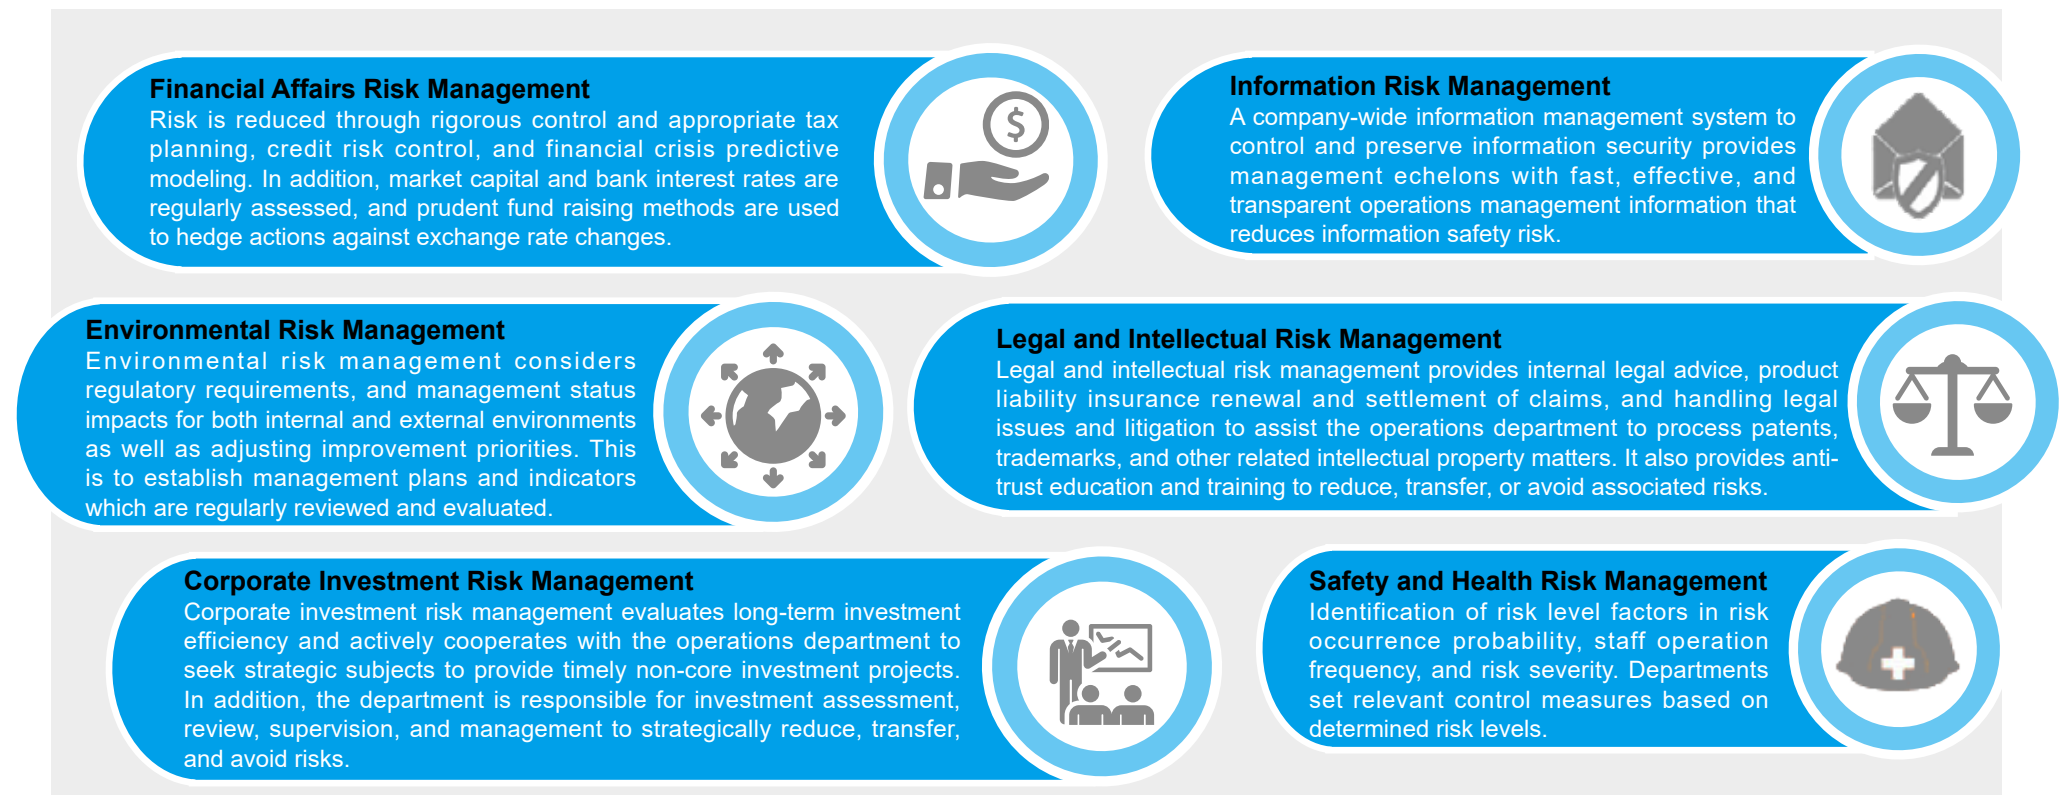 Financial Affairs Risk Management
Risk is reduced through rigorous control and appropriate tax
planning, credit risk control, and financial crisis predictive
modeling. In addition, market capital and bank interest rates are
regularly assessed, and prudent fund raising methods are used
to hedge actions against exchange rate changes.
$
Information Risk Management
A company-wide information management system to
control and preserve information security provides
management echelons with fast, effective, and
transparent operations management information that
reduces information safety risk.
Environmental Risk Management
Environmental risk management considers
regulatory requirements, and management status
impacts for both internal and external environments
as well as adjusting improvement priorities. This
is to establish management plans and indicators
which are regularly reviewed and evaluated.
Legal and Intellectual Risk Management
Legal and intellectual risk management provides internal legal advice, product
liability insurance renewal and settlement of claims, and handling legal
issues and litigation to assist the operations department to process patents,
trademarks, and other related intellectual property matters. It also provides anti-
trust education and training to reduce, transfer, or avoid associated risks.
Corporate Investment Risk Management
Corporate investment risk management evaluates long-term investment
efficiency and actively cooperates with the operations department to
seek strategic subjects to provide timely non-core investment projects.
In addition, the department is responsible for investment assessment,
review, supervision, and management to strategically reduce, transfer,
and avoid risks.
Safety and Health Risk Management
Identification of risk level factors in risk
occurrence probability, staff operation
frequency, and risk severity. Departments
set relevant control measures based on
determined risk levels.